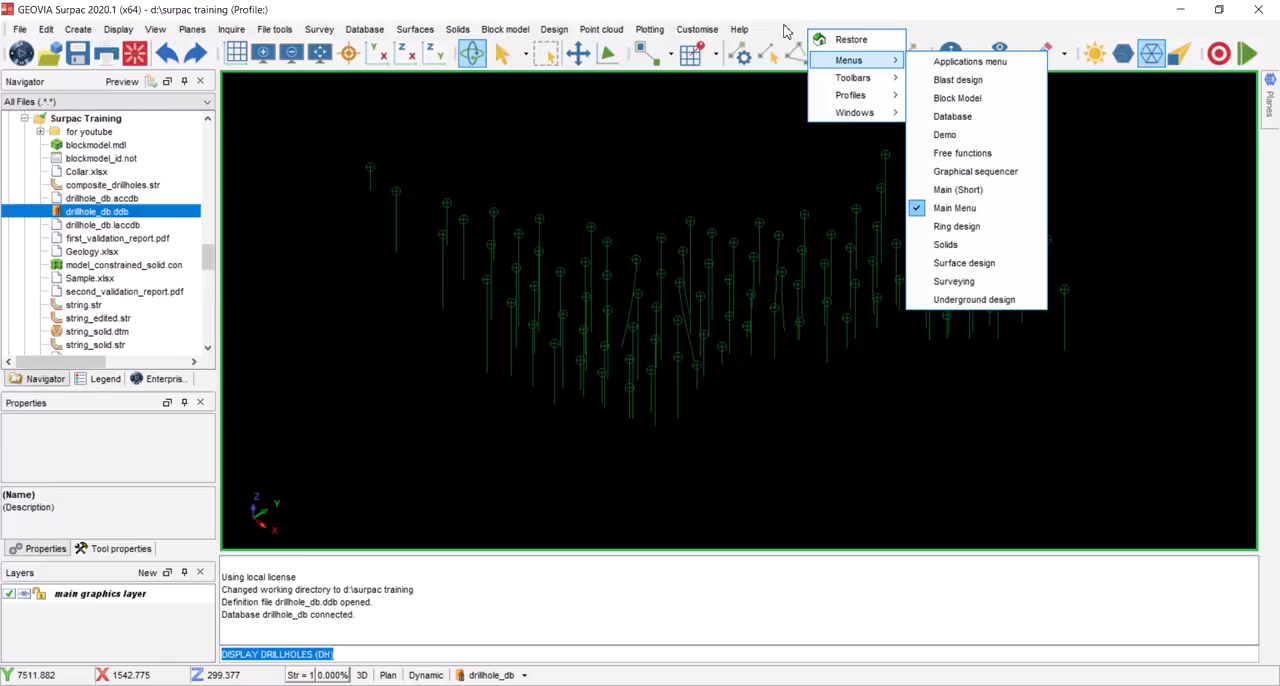 GEOVIA Surpac 2020.1 (x64) - d:\surpac training (Profile:)
File Edit Create Display View Planes Inquire File tools Survey Database Surfaces Solids Block model Design Point cloud Plotting Customise Help
Restore
Menus
Toolbars
Profiles
Windows
Applications menu
Blast design
Block Model
Database
Demo
Free functions
Graphical sequencer
Main (Short)
Main Menu
Ring design
Solids
Surface design
Surveying
Underground design
Navigator Preview
All Files (*.*)
Surpac Training
for youtube
blockmodel.mdl
blockmodel_id.not
Collar.xlsx
composite_drillholes.str
drillhole_db.accdb
drillhole_db.ddb
drillhole_db.laccdb
first_validation_report.pdf
Geology.xlsx
model_constrained_solid.con
Sample.xlsx
second_validation_report.pdf
string.str
string_edited.str
string_solid.dtm
string_solid.str
Navigator Legend Enterpris..
Properties
(Name)
(Description)
Properties Tool properties
Layers New
main graphics layer
Planes
Z
Y
X
Using local license
Changed working directory to d:\surpac training
Definition file drillhole_db.ddb opened.
Database drillhole_db connected.
DISPLAY DRILLHOLES (DH)
Y 7511.882 X 1542.775 Z 299.377 Str = 1 0.000% 3D Plan Dynamic drillhole_db